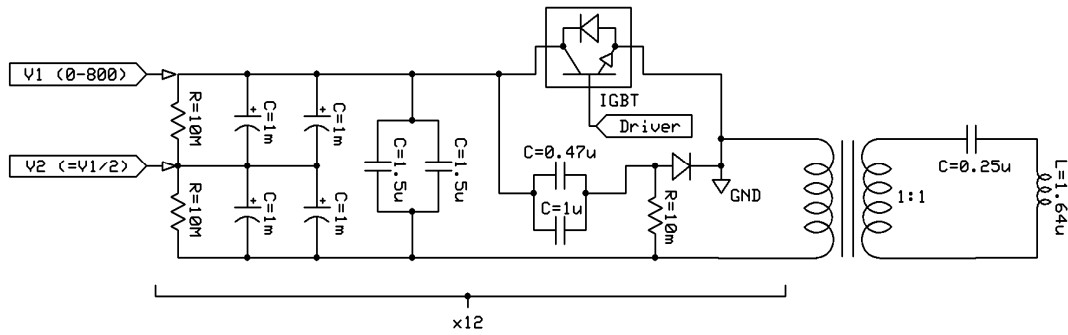 V1 (0-800)
R=10M
C=1m
C=1m
IGBT
Driver
V2 (=V1/2)
R=10M
C=1m
C=1m
C=1.5u
C=1.5u
C=0.47u
C=1u
R=10m
GND
1:1
C=0.25u
L=1.64u
x12